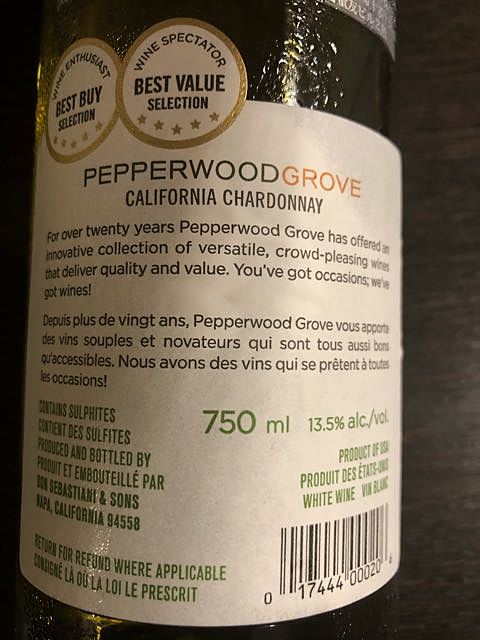 WINE ENTHUSIAST
BEST BUY
SELECTION
WINE SPECTATOR
BEST VALUE
SELECTION
PEPPERWOODGROVE
CALIFORNIA CHARDONNAY
For over twenty years Pepperwood Grove has offered an
innovative collection of versatile, crowd-pleasing wines
that deliver quality and value. You've got occasions; we've
got wines!
Depuis plus de vingt ans, Pepperwood Grove vous apporte
des vins souples et novateurs qui sont tous aussi bons
qu'accessibles. Nous avons des vins qui se prêtent à toutes
les occasions!
CONTAINS SULPHITES
CONTIENT DES SULFITES
PRODUCED AND BOTTLED BY
PRODUIT ET EMBOUTEILLÉ PAR
DON SEBASTIANI & SONS
NAPA, CALIFORNIA 94558
750 ml 13.5% alc./vol.
PRODUCT OF USA
PRODUIT DES ÉTATS-UNIS
WHITE WINE VIN BLANC
RETURN FOR REFUND WHERE APPLICABLE
CONSIGNÉ LÀ OÙ LA LOI LE PRESCRIT
0 17444 00020 6